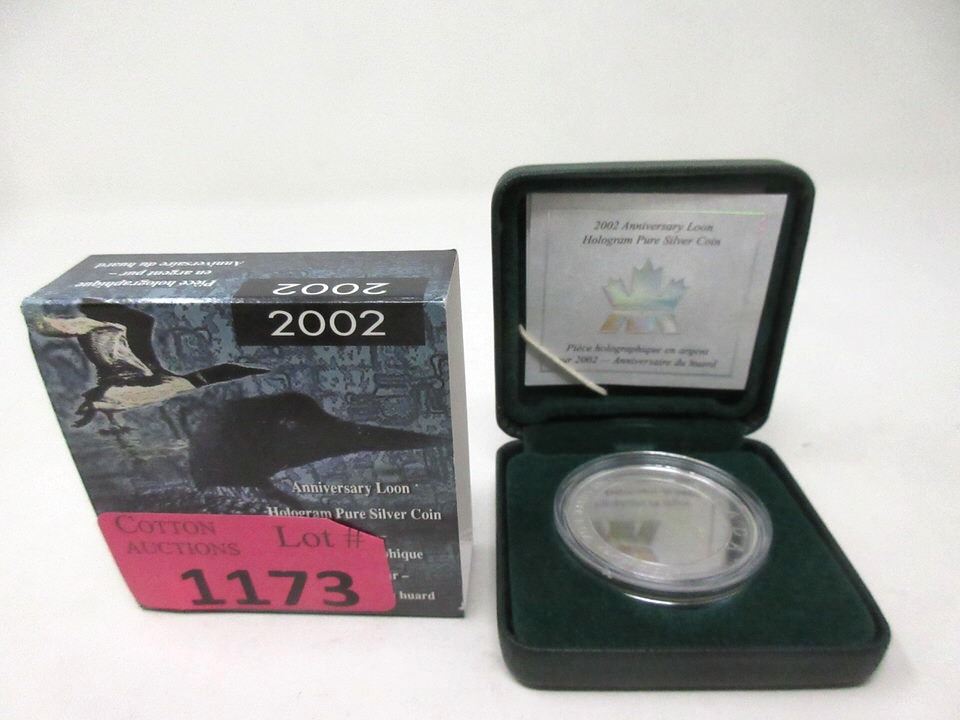 Pièce holographique
en argent pur –
Anniversaire du huard
2002
2002
Anniversary Loon
Hologram Pure Silver Coin
–
huard
COTTON
AUCTIONS
Lot #
1173
2002 Anniversary Loon
Hologram Pure Silver Coin
Pièce holographique en argent
2002 — Anniversaire du huard